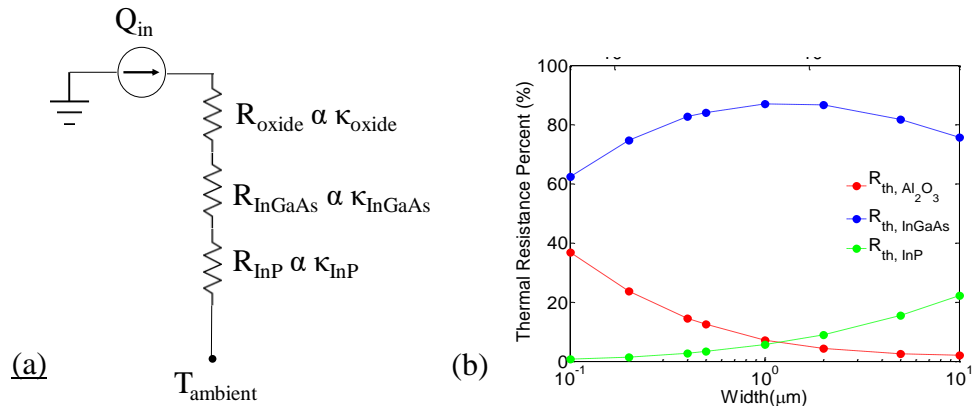 Q_in
R_oxide α κ_oxide
R_InGaAs α κ_InGaAs
R_InP α κ_InP
T_ambient
(a)
Thermal Resistance Percent (%)
100
80
60
40
20
0
R_th, Al_2O_3
R_th, InGaAs
R_th, InP
10^-1
10^0
10^1
Width(μm)
(b)